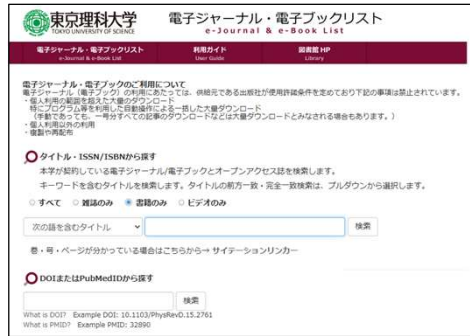 東京理科大学
TOKYO UNIVERSITY OF SCIENCE
電子ジャーナル・電子ブックリスト
e-Journal & e-Book List
電子ジャーナル・電子ブックリスト
e-Journal & e-Book List
利用ガイド
User Guide
図書館 HP
Library
電子ジャーナル・電子ブックのご利用について
電子ジャーナル（電子ブック）の利用にあたっては、供給元である出版社が使用許諾条件を定めており下記の事項は禁止されています。
・個人利用の範囲を超えた大量のダウンロード
特にプログラム等を利用した自動操作による一括した大量ダウンロード
（手動であっても、一号分すべての記事のダウンロードなどは大量ダウンロードとみなされる場合もあります。）
・個人利用以外の利用
・複製や再配布
タイトル・ISSN/ISBNから探す
本学が契約している電子ジャーナル/電子ブックとオープンアクセス誌を検索します。
キーワードを含むタイトルを検索します。タイトルの前方一致・完全一致検索は、プルダウンから選択します。
すべて 雑誌のみ 書籍のみ ビデオのみ
次の語を含むタイトル 検索
巻・号・ページが分かっている場合はこちらから→ サイテーションリンカー
DOIまたはPubMedIDから探す
検索
What is DOI? Example DOI: 10.1103/PhysRevD.15.2761
What is PMID? Example PMID: 32890